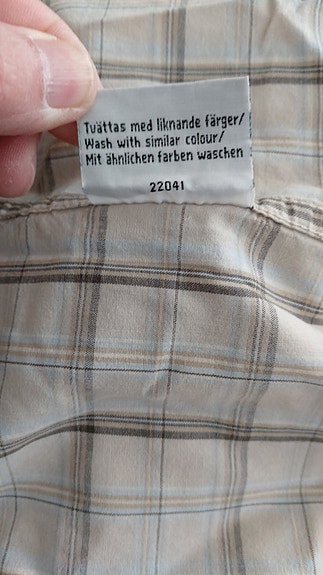 Tvättas med liknande färger/
Wash with similar colour/
Mit ähnlichen farben waschen
22041